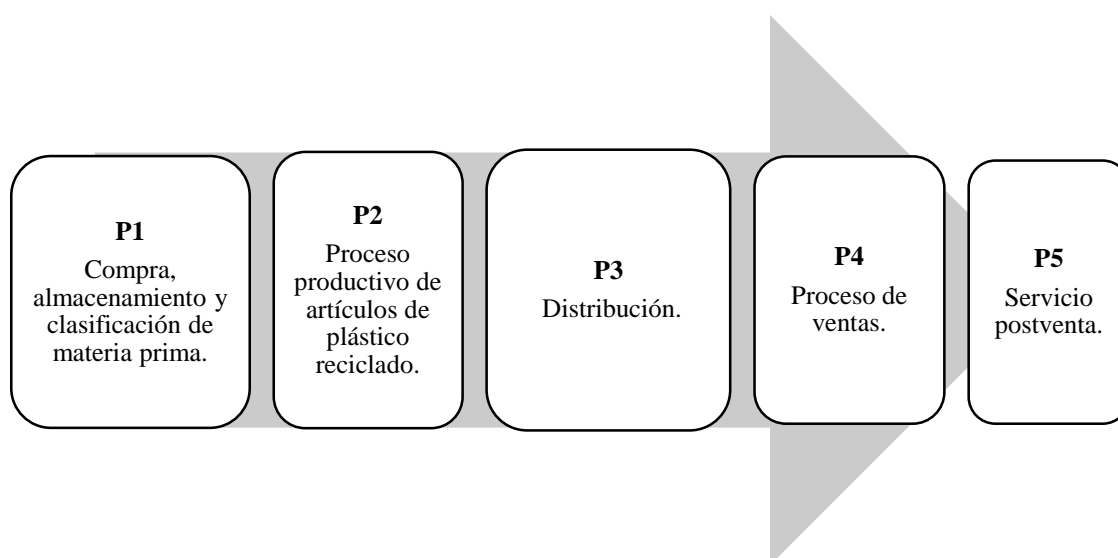 P1
Compra,
almacenamiento y
clasificación de
materia prima.
P2
Proceso
productivo de
artículos de
plástico
reciclado.
P3
Distribución.
P4
Proceso de
ventas.
P5
Servicio
postventa.